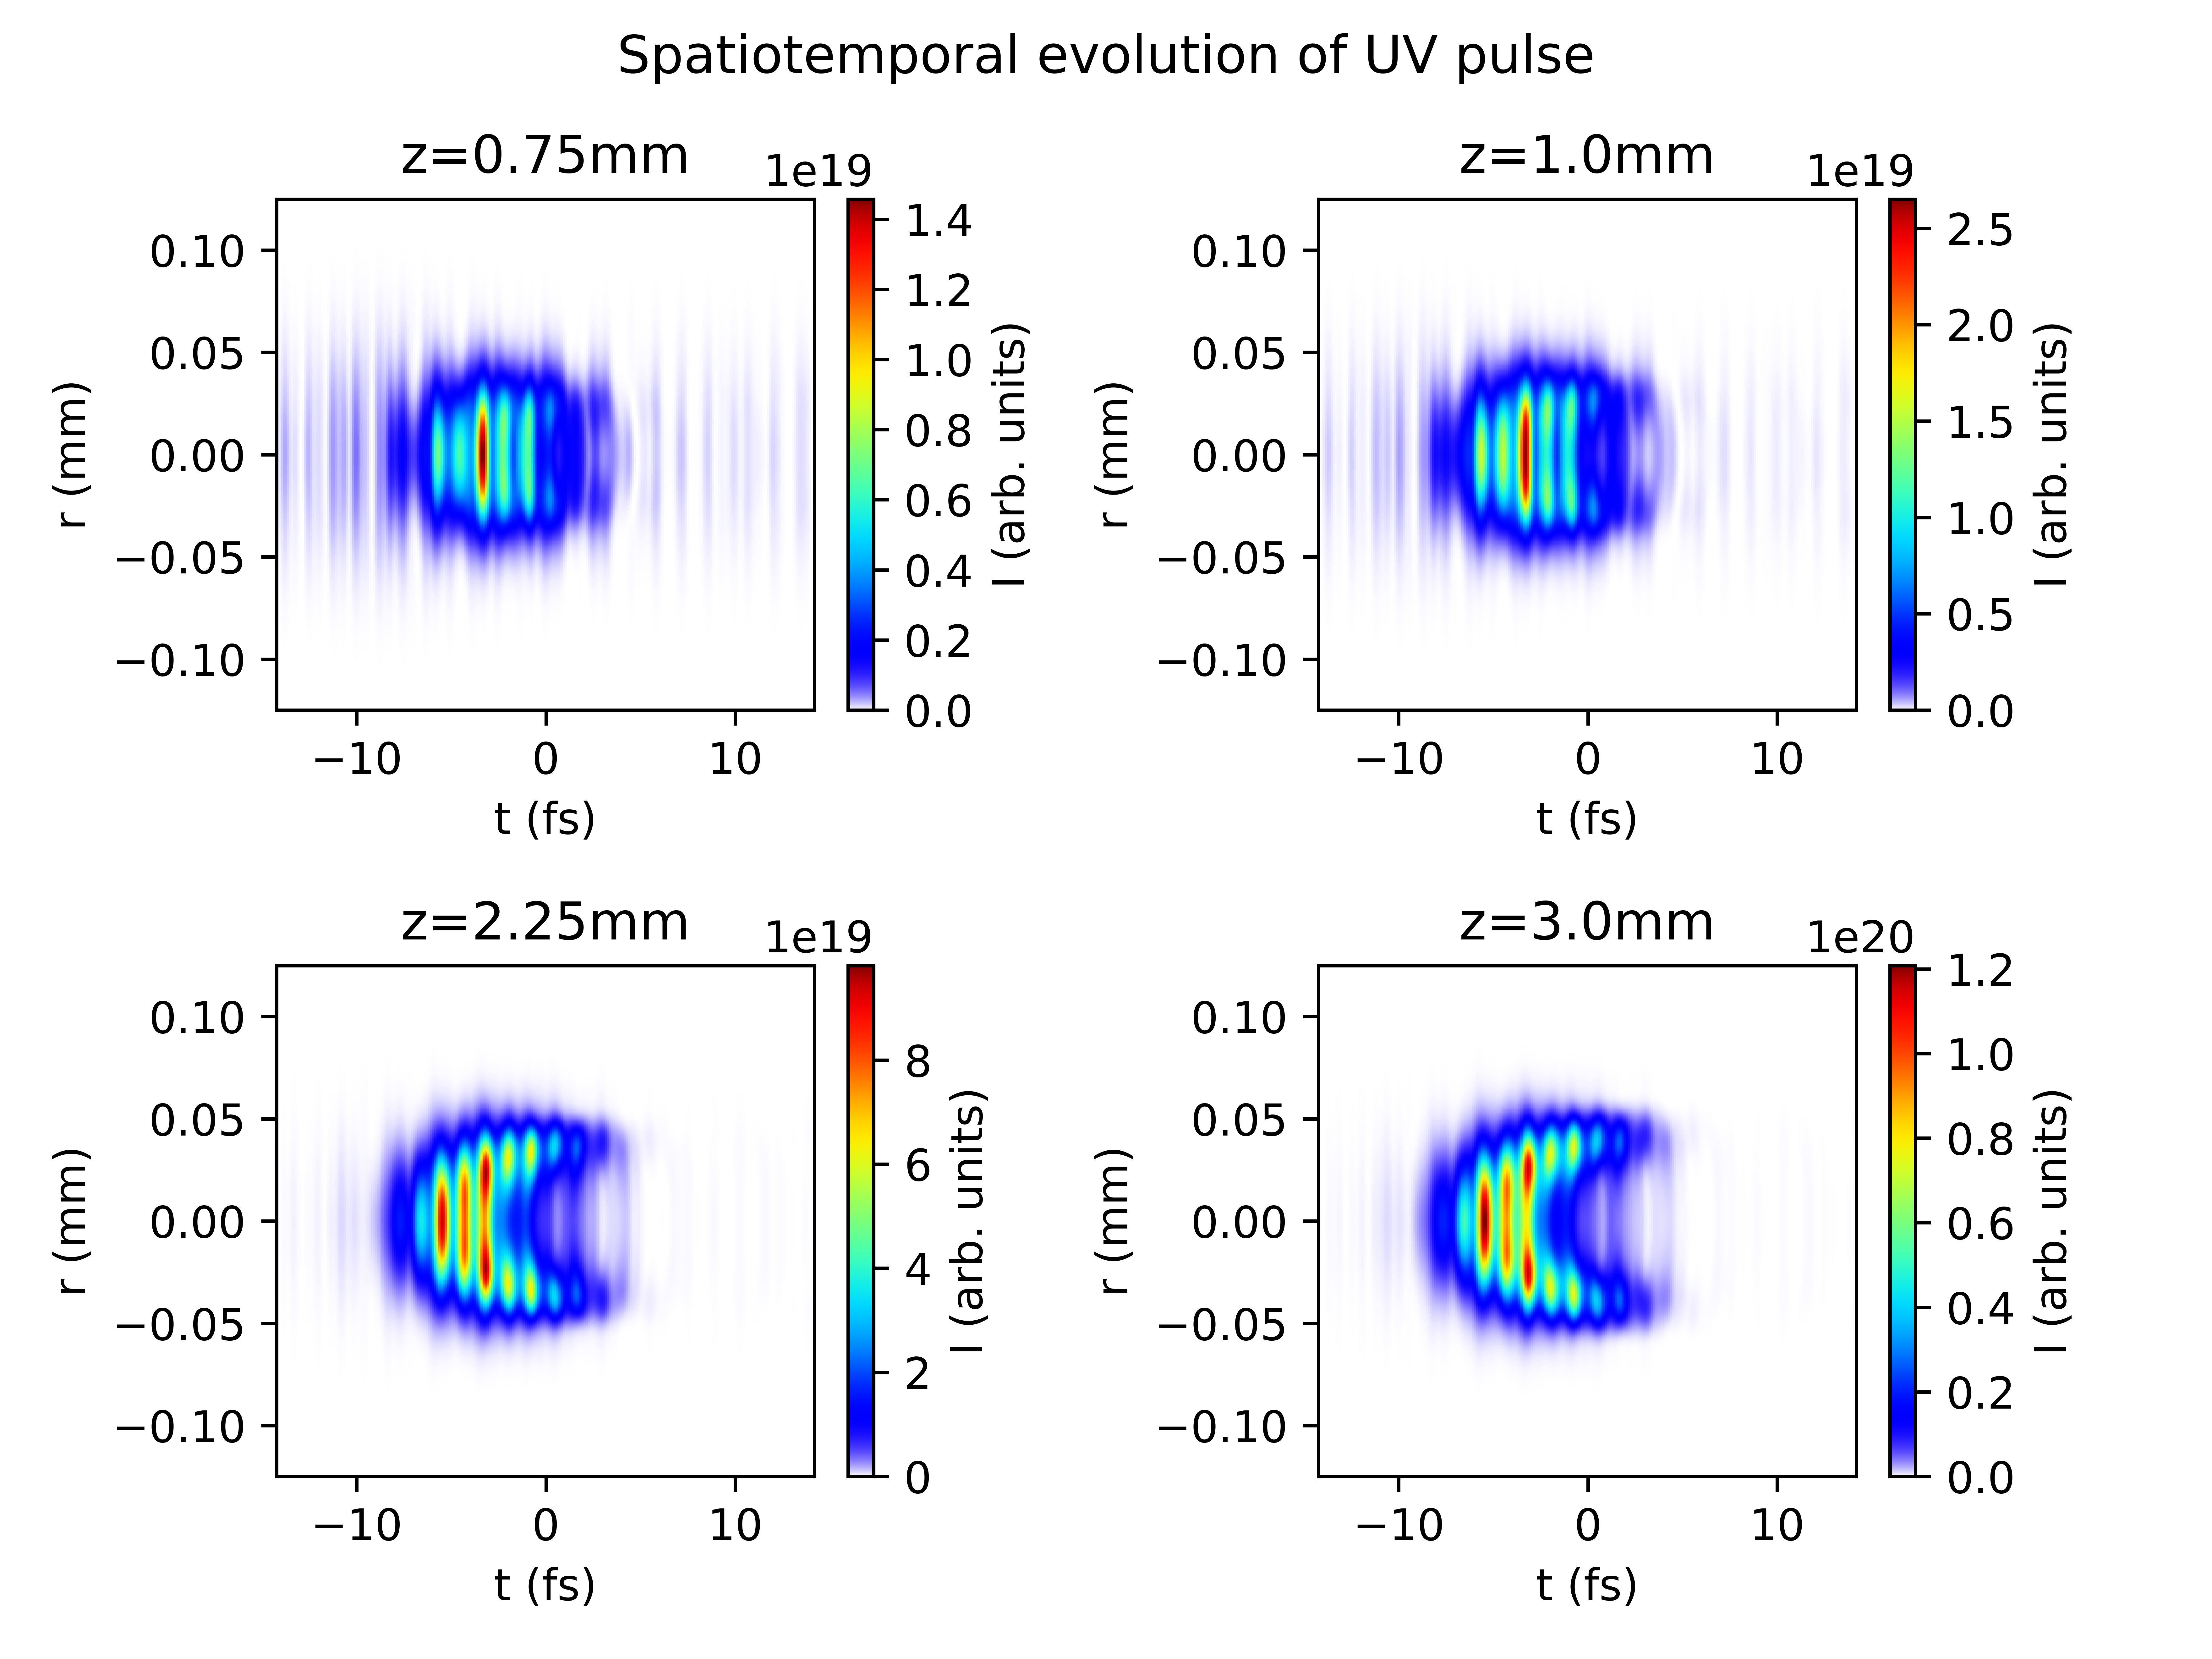 Spatiotemporal evolution of UV pulse
z=0.75mm
1e19
0.10
0.05
0.00
−0.05
−0.10
r (mm)
−10 0 10
t (fs)
1.4
1.2
1.0
0.8
0.6
0.4
0.2
0.0
I (arb. units)
z=1.0mm
1e19
0.10
0.05
0.00
−0.05
−0.10
r (mm)
−10 0 10
t (fs)
2.5
2.0
1.5
1.0
0.5
0.0
I (arb. units)
z=2.25mm
1e19
0.10
0.05
0.00
−0.05
−0.10
r (mm)
−10 0 10
t (fs)
8
6
4
2
0
I (arb. units)
z=3.0mm
1e20
0.10
0.05
0.00
−0.05
−0.10
r (mm)
−10 0 10
t (fs)
1.2
1.0
0.8
0.6
0.4
0.2
0.0
I (arb. units)